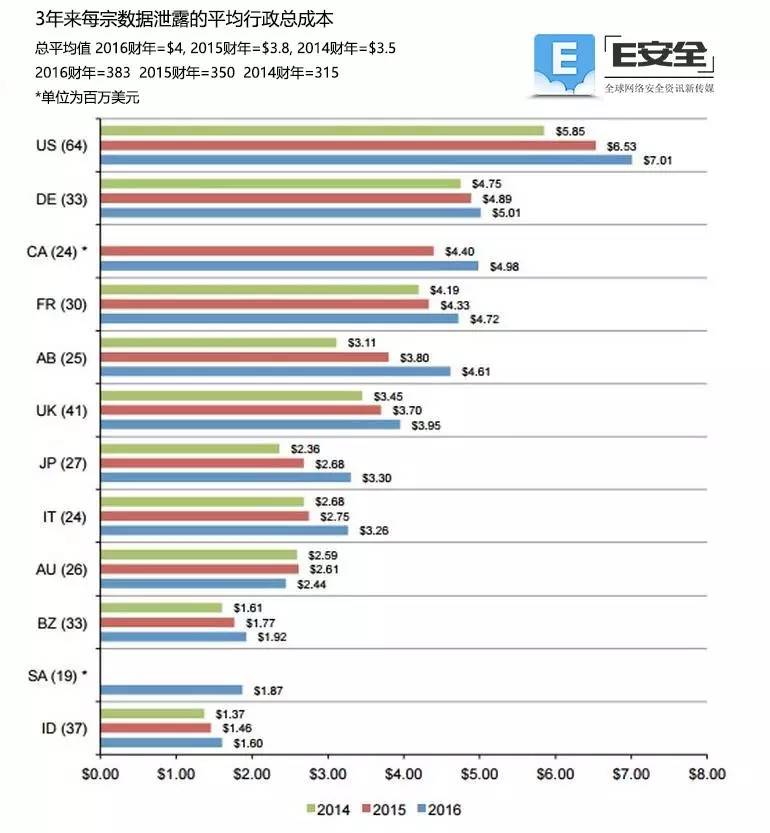 3年来每宗数据泄露的平均行政总成本
总平均值 2016财年=$4, 2015财年=$3.8, 2014财年=$3.5
2016财年=383 2015财年=350 2014财年=315
*单位为百万美元
E
E安全
全球网络安全资讯新传媒
$5.85
US (64)
$6.53
$7.01
$4.75
DE (33)
$4.89
$5.01
CA (24) *
$4.40
$4.98
$4.19
FR (30)
$4.33
$4.72
$3.11
AB (25)
$3.80
$4.61
$3.45
UK (41)
$3.70
$3.95
$2.36
JP (27)
$2.68
$3.30
$2.68
IT (24)
$2.75
$3.26
$2.59
AU (26)
$2.61
$2.44
$1.61
BZ (33)
$1.77
$1.92
SA (19) *
$1.87
$1.37
ID (37)
$1.46
$1.60
$0.00 $1.00 $2.00 $3.00 $4.00 $5.00 $6.00 $7.00 $8.00
2014 2015 2016